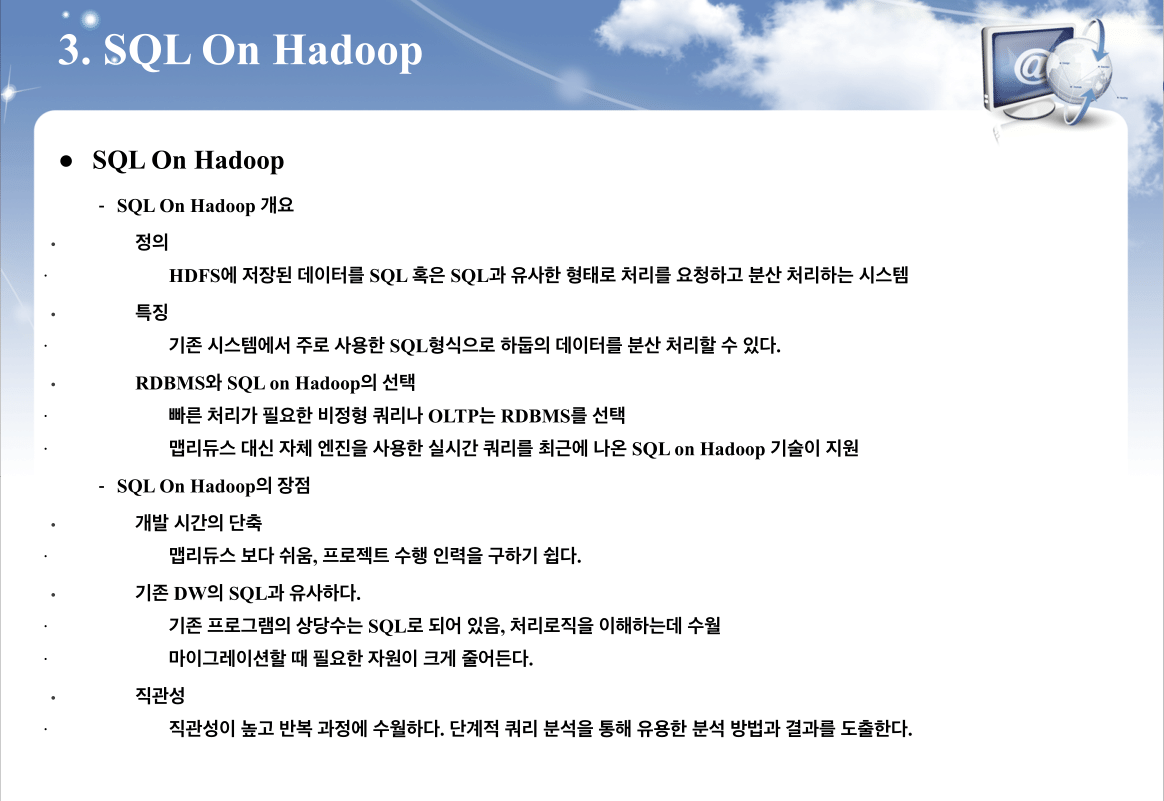 3. SQL On Hadoop
● SQL On Hadoop
- SQL On Hadoop 개요
• 정의
· HDFS에 저장된 데이터를 SQL 혹은 SQL과 유사한 형태로 처리를 요청하고 분산 처리하는 시스템
• 특징
· 기존 시스템에서 주로 사용한 SQL형식으로 하둡의 데이터를 분산 처리할 수 있다.
• RDBMS와 SQL on Hadoop의 선택
· 빠른 처리가 필요한 비정형 쿼리나 OLTP는 RDBMS를 선택
· 맵리듀스 대신 자체 엔진을 사용한 실시간 쿼리를 최근에 나온 SQL on Hadoop 기술이 지원
- SQL On Hadoop의 장점
• 개발 시간의 단축
· 맵리듀스 보다 쉬움, 프로젝트 수행 인력을 구하기 쉽다.
• 기존 DW의 SQL과 유사하다.
· 기존 프로그램의 상당수는 SQL로 되어 있음, 처리로직을 이해하는데 수월
· 마이그레이션할 때 필요한 자원이 크게 줄어든다.
• 직관성
· 직관성이 높고 반복 과정에 수월하다. 단계적 쿼리 분석을 통해 유용한 분석 방법과 결과를 도출한다.